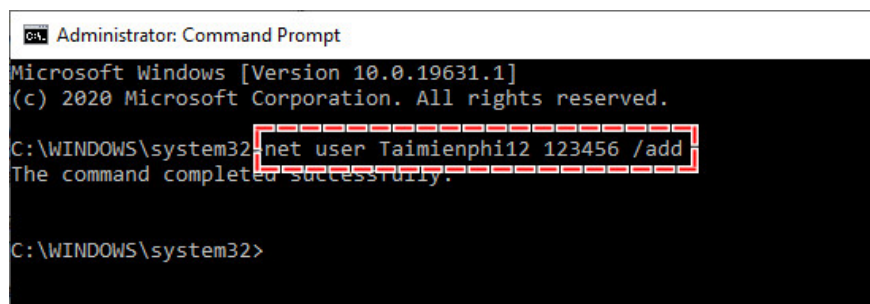 Administrator: Command Prompt
Microsoft Windows [Version 10.0.19631.1]
(c) 2020 Microsoft Corporation. All rights reserved.
C:\WINDOWS\system32>net user Taimienphi12 123456 /add
The command completed successfully.
C:\WINDOWS\system32>